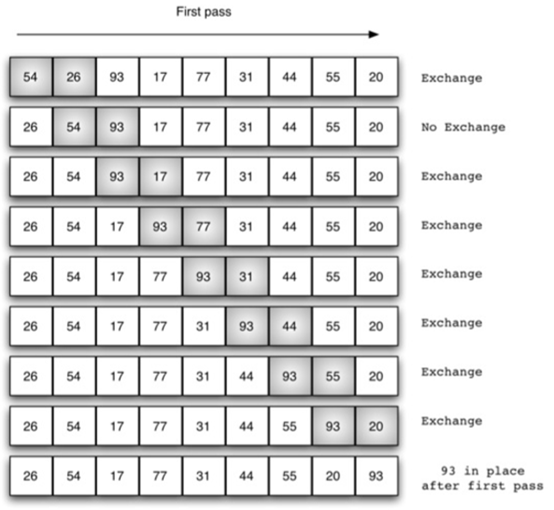 First pass
54 26 93 17 77 31 44 55 20 Exchange
26 54 93 17 77 31 44 55 20 No Exchange
26 54 93 17 77 31 44 55 20 Exchange
26 54 17 93 77 31 44 55 20 Exchange
26 54 17 77 93 31 44 55 20 Exchange
26 54 17 77 31 93 44 55 20 Exchange
26 54 17 77 31 44 93 55 20 Exchange
26 54 17 77 31 44 55 93 20 Exchange
26 54 17 77 31 44 55 20 93 93 in place
after first pass